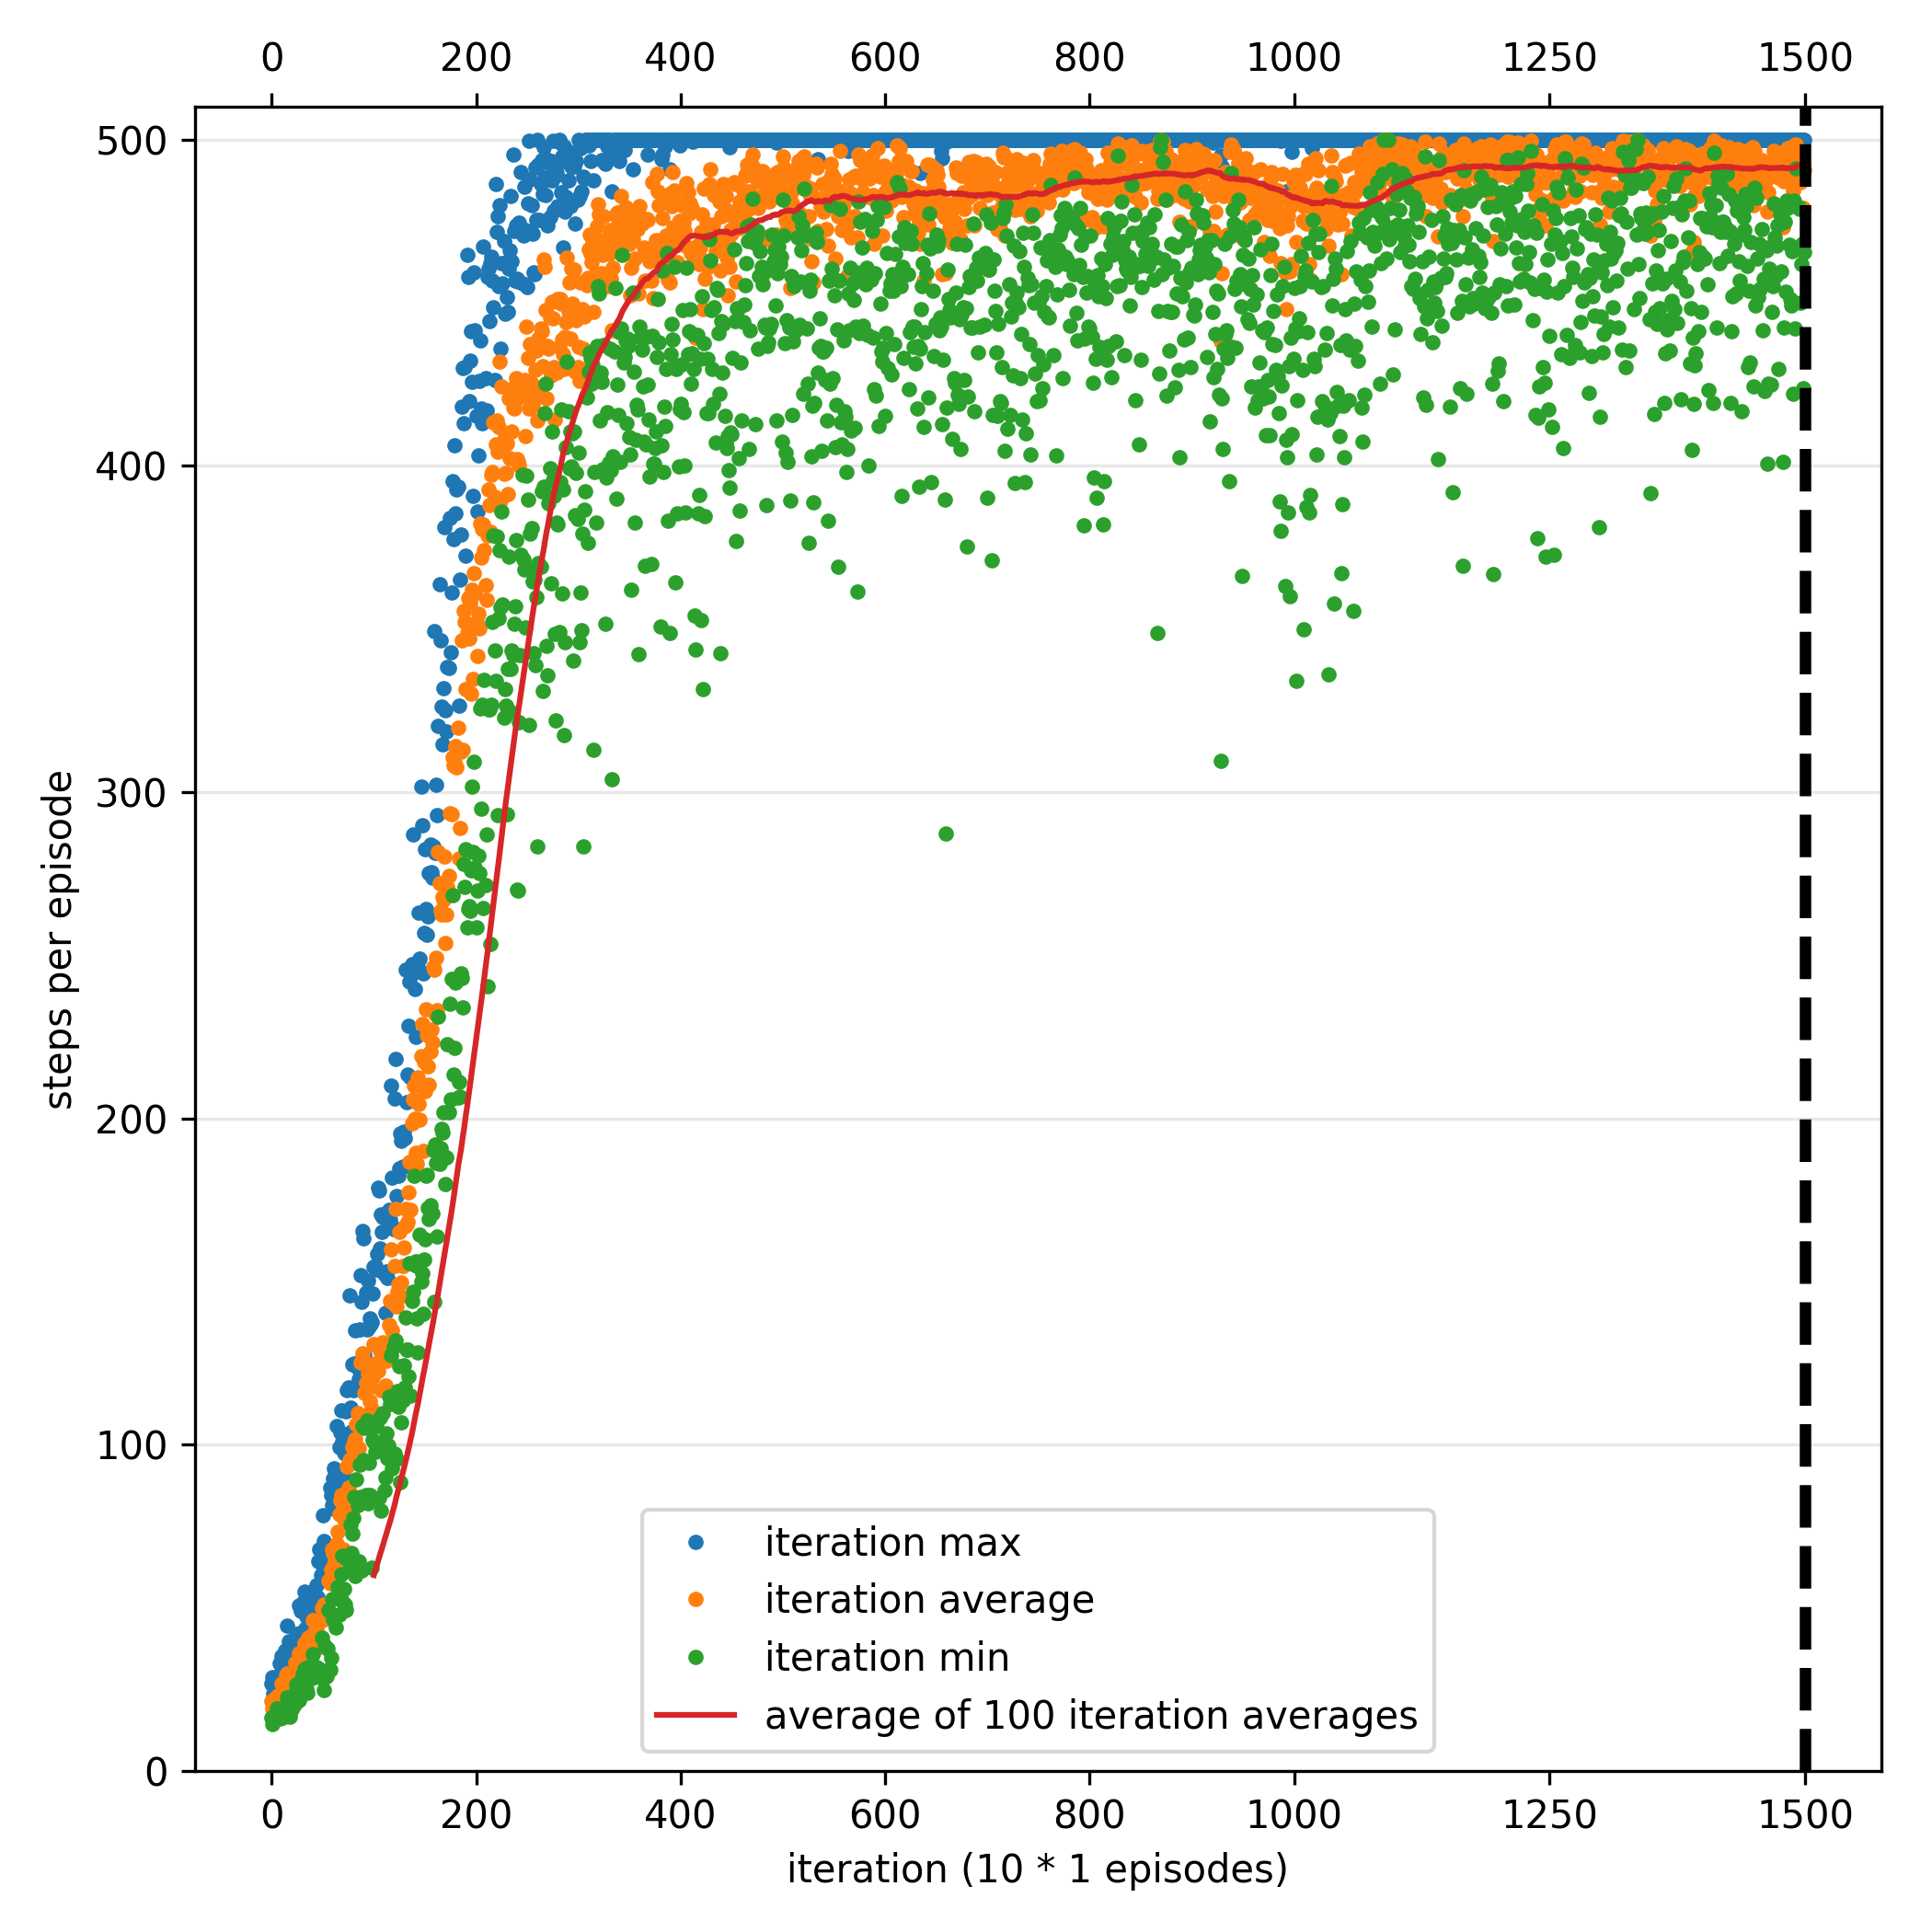 0 200 400 600 800 1000 1250 1500
500
400
300
200
100
0
steps per episode
iteration max
iteration average
iteration min
average of 100 iteration averages
0 200 400 600 800 1000 1250 1500
iteration (10 * 1 episodes)